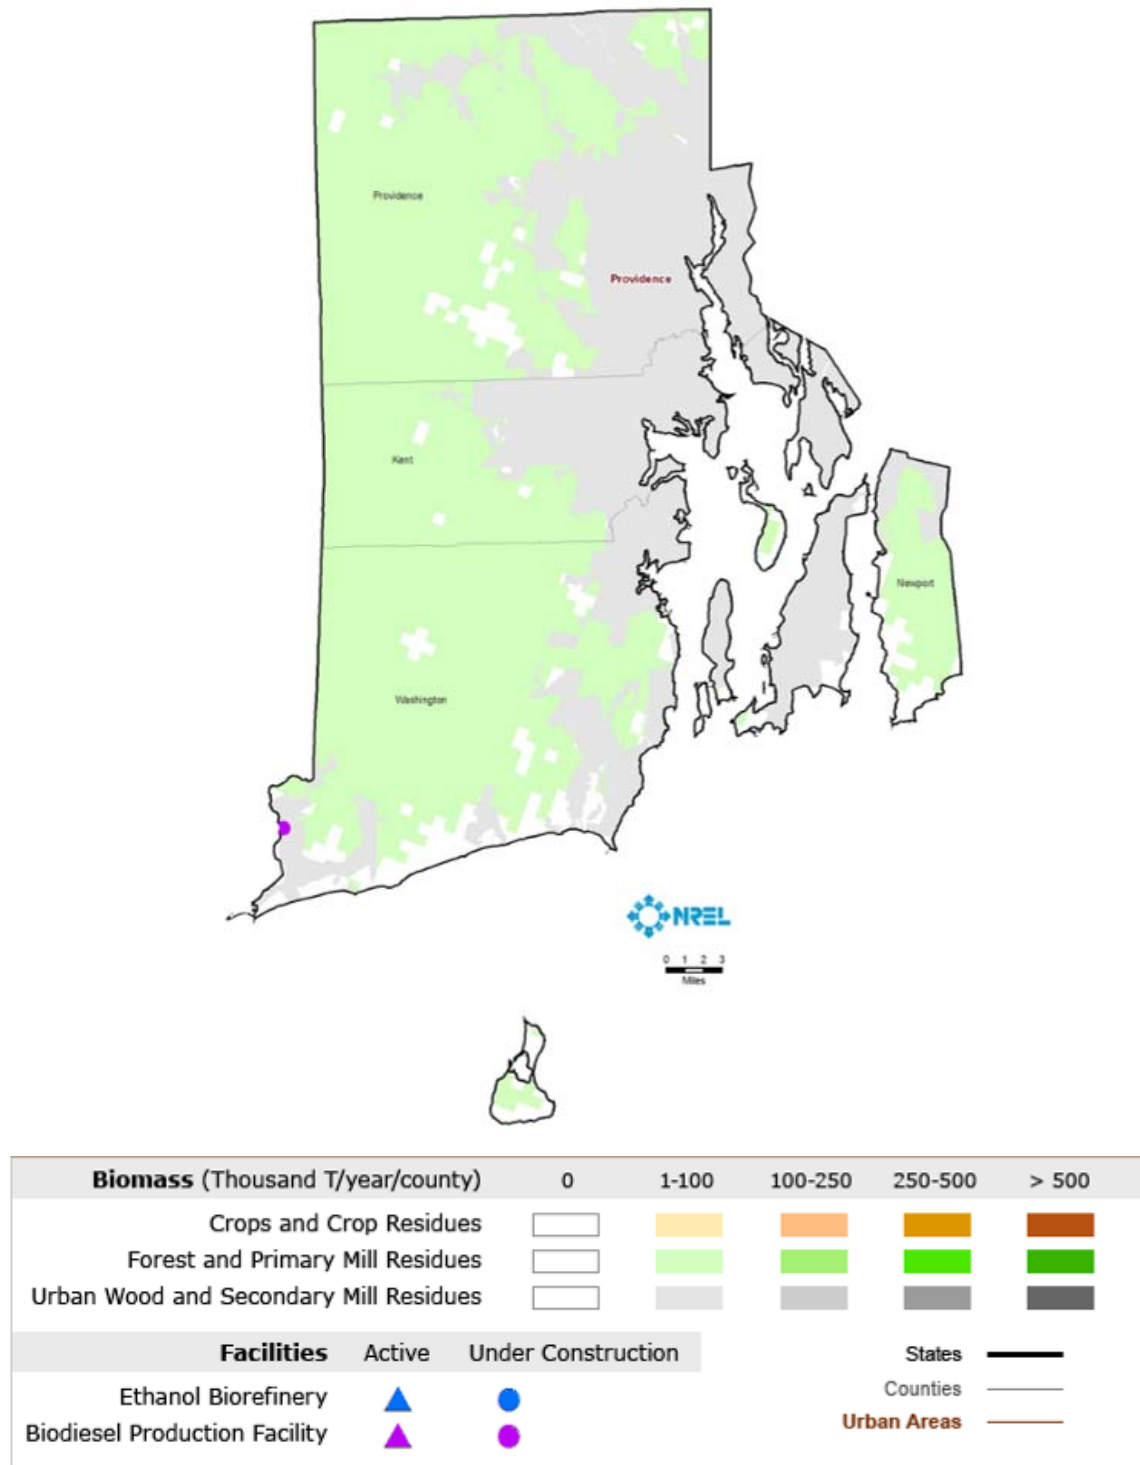 Providence
Providence
Kent
Newport
Washington
NREL
0 1 2 3
Miles
Biomass (Thousand T/year/county) 0 1-100 100-250 250-500 > 500
Crops and Crop Residues
Forest and Primary Mill Residues
Urban Wood and Secondary Mill Residues
Facilities Active Under Construction
States
Counties
Ethanol Biorefinery
Urban Areas
Biodiesel Production Facility